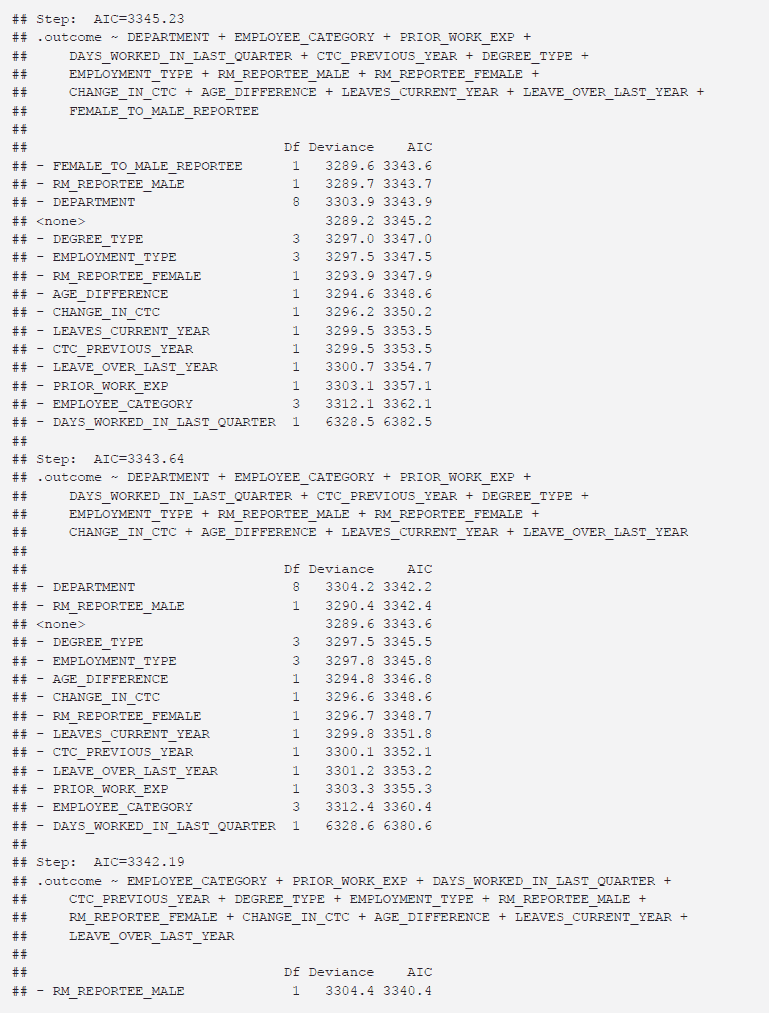 ## Step:  AIC=3345.23
## .outcome ~ DEPARTMENT + EMPLOYEE_CATEGORY + PRIOR_WORK_EXP +
##     DAYS_WORKED_IN_LAST_QUARTER + CTC_PREVIOUS_YEAR + DEGREE_TYPE +
##     EMPLOYMENT_TYPE + RM_REPORTEE_MALE + RM_REPORTEE_FEMALE +
##     CHANGE_IN_CTC + AGE_DIFFERENCE + LEAVES_CURRENT_YEAR + LEAVE_OVER_LAST_YEAR +
##     FEMALE_TO_MALE_REPORTEE
##
##                               Df Deviance    AIC
## - FEMALE_TO_MALE_REPORTEE      1   3289.6 3343.6
## - RM_REPORTEE_MALE             1   3289.7 3343.7
## - DEPARTMENT                   8   3303.9 3343.9
## <none>                             3289.2 3345.2
## - DEGREE_TYPE                  3   3297.0 3347.0
## - EMPLOYMENT_TYPE              3   3297.5 3347.5
## - RM_REPORTEE_FEMALE           1   3293.9 3347.9
## - AGE_DIFFERENCE               1   3294.6 3348.6
## - CHANGE_IN_CTC                1   3296.2 3350.2
## - LEAVES_CURRENT_YEAR          1   3299.5 3353.5
## - CTC_PREVIOUS_YEAR            1   3299.5 3353.5
## - LEAVE_OVER_LAST_YEAR         1   3300.7 3354.7
## - PRIOR_WORK_EXP               1   3303.1 3357.1
## - EMPLOYEE_CATEGORY            3   3312.1 3362.1
## - DAYS_WORKED_IN_LAST_QUARTER  1   6328.5 6382.5
##
## Step:  AIC=3343.64
## .outcome ~ DEPARTMENT + EMPLOYEE_CATEGORY + PRIOR_WORK_EXP +
##     DAYS_WORKED_IN_LAST_QUARTER + CTC_PREVIOUS_YEAR + DEGREE_TYPE +
##     EMPLOYMENT_TYPE + RM_REPORTEE_MALE + RM_REPORTEE_FEMALE +
##     CHANGE_IN_CTC + AGE_DIFFERENCE + LEAVES_CURRENT_YEAR + LEAVE_OVER_LAST_YEAR
##
##                               Df Deviance    AIC
## - DEPARTMENT                   8   3304.2 3342.2
## - RM_REPORTEE_MALE             1   3290.4 3342.4
## <none>                             3289.6 3343.6
## - DEGREE_TYPE                  3   3297.5 3345.5
## - EMPLOYMENT_TYPE              3   3297.8 3345.8
## - AGE_DIFFERENCE               1   3294.8 3346.8
## - CHANGE_IN_CTC                1   3296.6 3348.6
## - RM_REPORTEE_FEMALE           1   3296.7 3348.7
## - LEAVES_CURRENT_YEAR          1   3299.8 3351.8
## - CTC_PREVIOUS_YEAR            1   3300.1 3352.1
## - LEAVE_OVER_LAST_YEAR         1   3301.2 3353.2
## - PRIOR_WORK_EXP               1   3303.3 3355.3
## - EMPLOYEE_CATEGORY            3   3312.4 3360.4
## - DAYS_WORKED_IN_LAST_QUARTER  1   6328.6 6380.6
##
## Step:  AIC=3342.19
## .outcome ~ EMPLOYEE_CATEGORY + PRIOR_WORK_EXP + DAYS_WORKED_IN_LAST_QUARTER +
##     CTC_PREVIOUS_YEAR + DEGREE_TYPE + EMPLOYMENT_TYPE + RM_REPORTEE_MALE +
##     RM_REPORTEE_FEMALE + CHANGE_IN_CTC + AGE_DIFFERENCE + LEAVES_CURRENT_YEAR +
##     LEAVE_OVER_LAST_YEAR
##
##                               Df Deviance    AIC
## - RM_REPORTEE_MALE             1   3304.4 3340.4